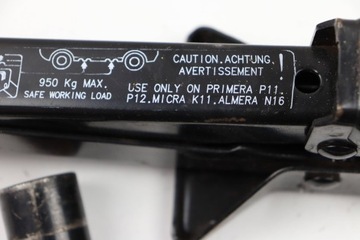 950 Kg MAX.
SAFE WORKING LOAD
CAUTION.ACHTUNG.
AVERTISSEMENT
!
USE ONLY ON PRIMERA P11.
P12.MICRA K11.ALMERA N16